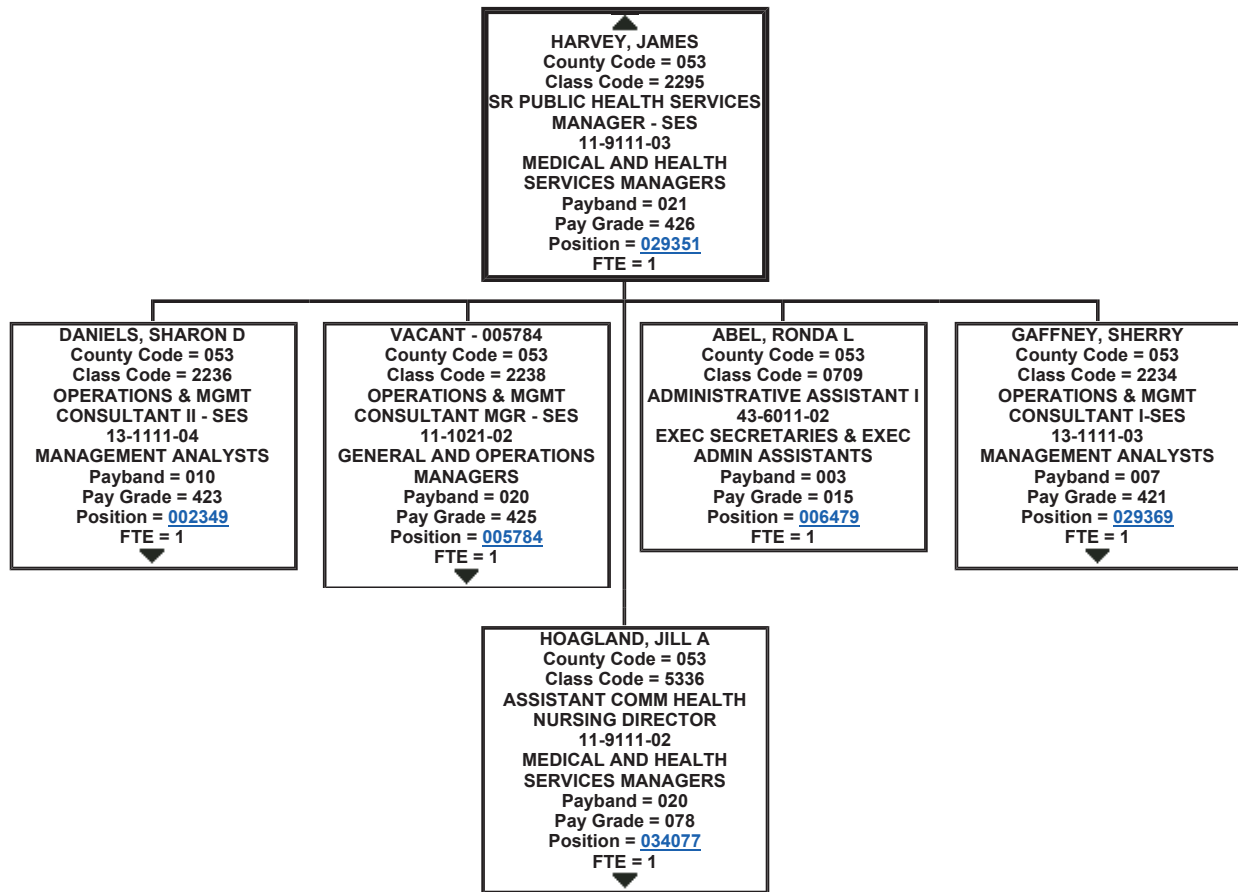 HARVEY, JAMES
County Code = 053
Class Code = 2295
SR PUBLIC HEALTH SERVICES
MANAGER - SES
11-9111-03
MEDICAL AND HEALTH
SERVICES MANAGERS
Payband = 021
Pay Grade = 426
Position = 029351
FTE = 1
DANIELS, SHARON D
County Code = 053
Class Code = 2236
OPERATIONS & MGMT
CONSULTANT II - SES
13-1111-04
MANAGEMENT ANALYSTS
Payband = 010
Pay Grade = 423
Position = 002349
FTE = 1
VACANT - 005784
County Code = 053
Class Code = 2238
OPERATIONS & MGMT
CONSULTANT MGR - SES
11-1021-02
GENERAL AND OPERATIONS
MANAGERS
Payband = 020
Pay Grade = 425
Position = 005784
FTE = 1
ABEL, RONDA L
County Code = 053
Class Code = 0709
ADMINISTRATIVE ASSISTANT I
43-6011-02
EXEC SECRETARIES & EXEC
ADMIN ASSISTANTS
Payband = 003
Pay Grade = 015
Position = 006479
FTE = 1
GAFFNEY, SHERRY
County Code = 053
Class Code = 2234
OPERATIONS & MGMT
CONSULTANT I-SES
13-1111-03
MANAGEMENT ANALYSTS
Payband = 007
Pay Grade = 421
Position = 029369
FTE = 1
HOAGLAND, JILL A
County Code = 053
Class Code = 5336
ASSISTANT COMM HEALTH
NURSING DIRECTOR
11-9111-02
MEDICAL AND HEALTH
SERVICES MANAGERS
Payband = 020
Pay Grade = 078
Position = 034077
FTE = 1